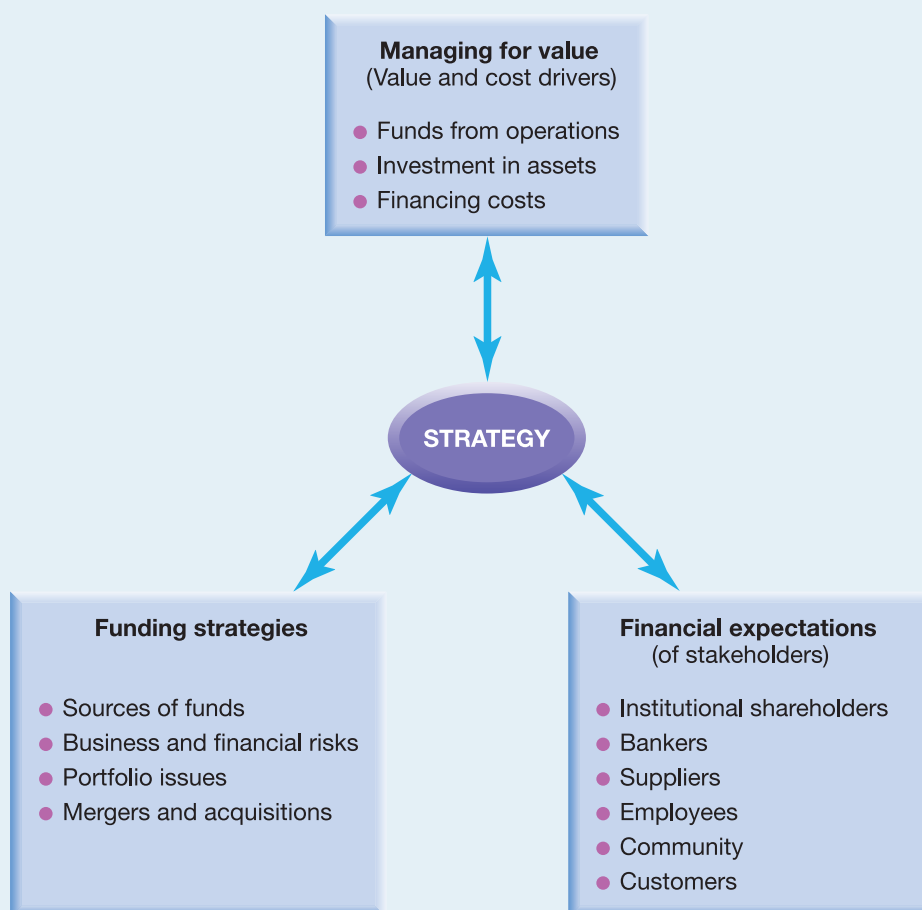 Managing for value
(Value and cost drivers)
Funds from operations
Investment in assets
Financing costs
STRATEGY
Funding strategies
Sources of funds
Business and financial risks
Portfolio issues
Mergers and acquisitions
Financial expectations
(of stakeholders)
Institutional shareholders
Bankers
Suppliers
Employees
Community
Customers